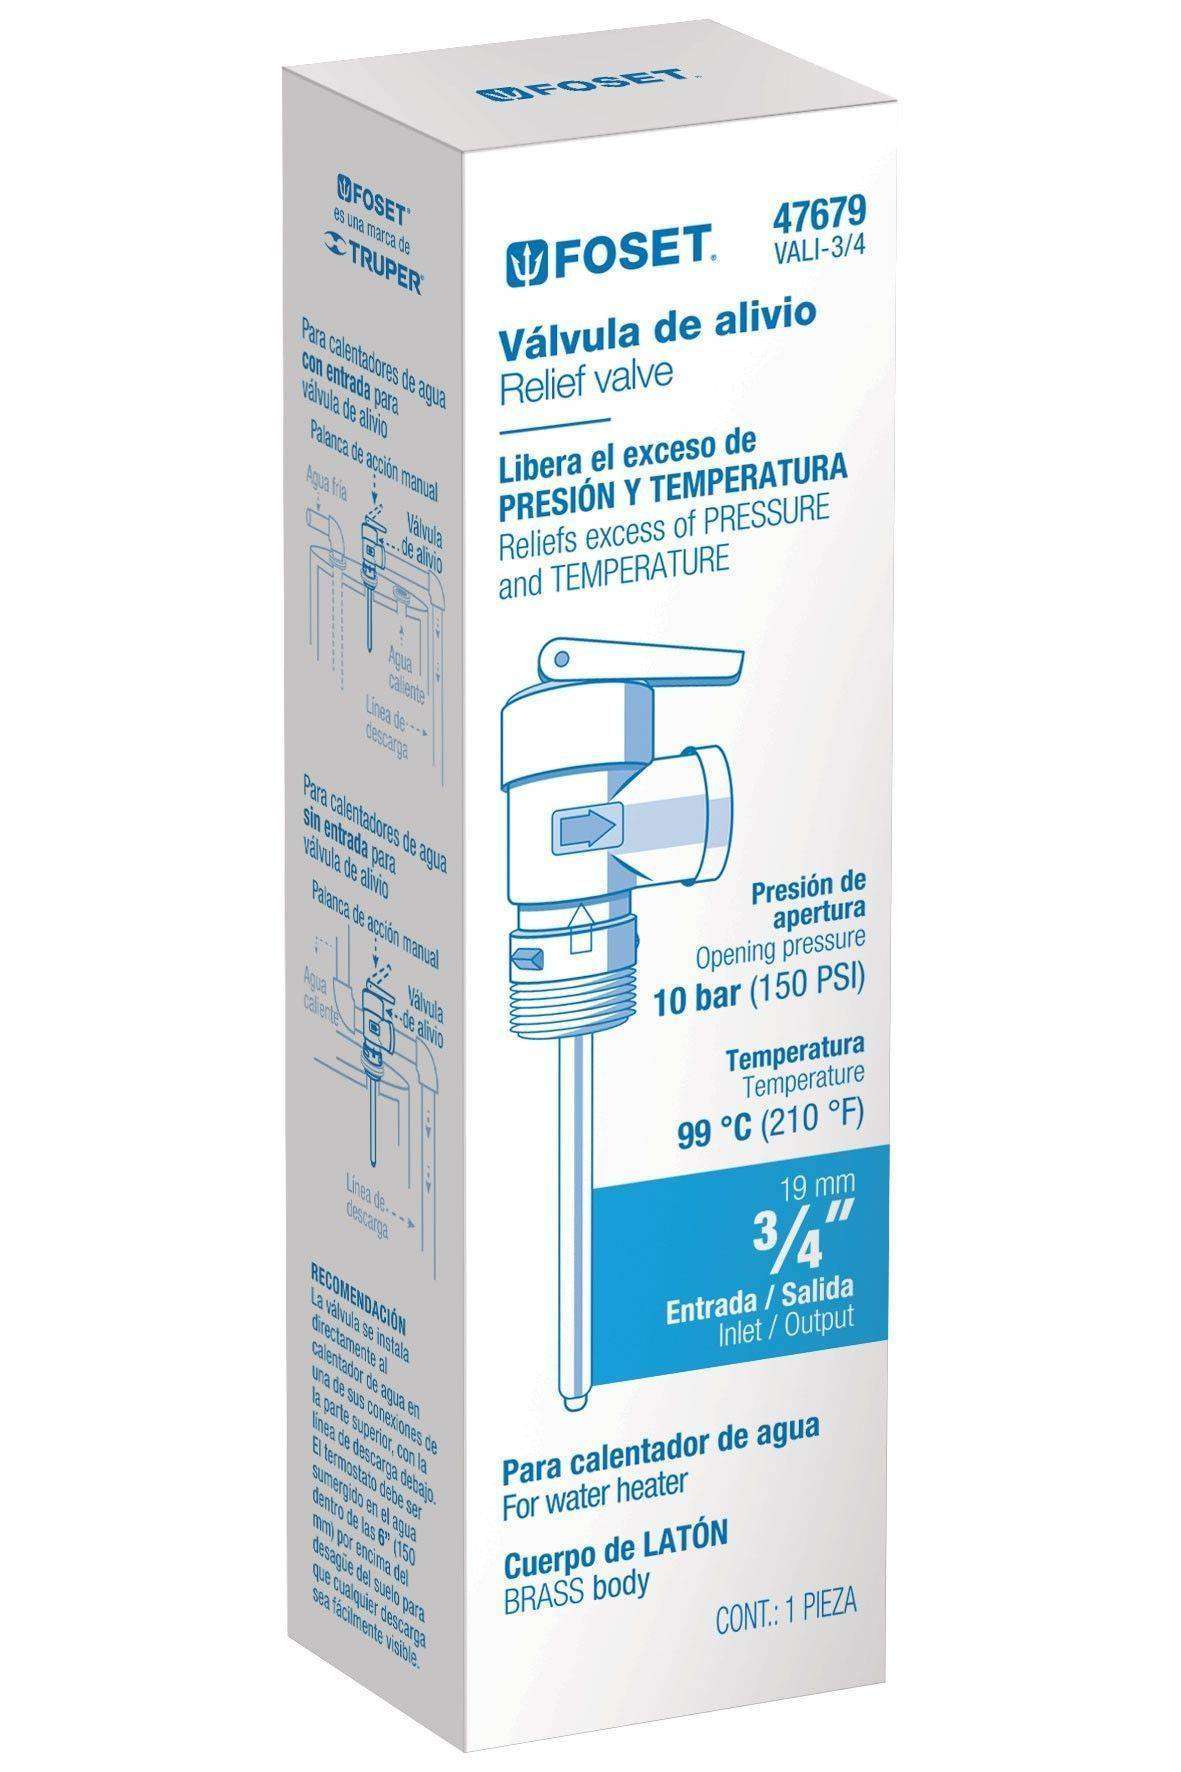 FOSET
FOSET
es una marca de
TRUPER
Para calentadores de agua
con entrada para
válvula de alivio
Palanca de acción manual
Agua fría
Válvula
de alivio
Agua
caliente
Línea de
descarga
Para calentadores de agua
sin entrada para
válvula de alivio
Palanca de acción manual
Agua
caliente
Válvula
de alivio
Línea de
descarga
RECOMENDACIÓN
La válvula se instala
directamente al
calentador de agua en
una de sus conexiones de
la parte superior, con la
línea de descarga debajo.
El termostato debe ser
sumergido en el agua
dentro de las 6" (150
mm) por encima del
desagüe del suelo para
que cualquier descarga
sea fácilmente visible.
FOSET
47679
VALI-3/4
Válvula de alivio
Relief valve
Libera el exceso de
PRESIÓN Y TEMPERATURA
Reliefs excess of PRESSURE
and TEMPERATURE
Presión de
apertura
Opening pressure
10 bar (150 PSI)
Temperatura
Temperature
99 °C (210 °F)
19 mm
3/4"
Entrada / Salida
Inlet / Output
Para calentador de agua
For water heater
Cuerpo de LATÓN
BRASS body
CONT.: 1 PIEZA